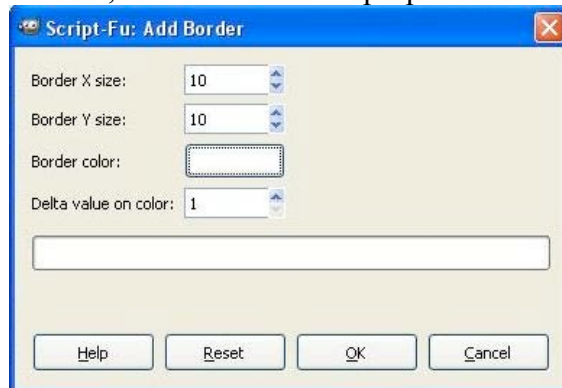 Script-Fu: Add Border
Border X size: 10
Border Y size: 10
Border color:
Delta value on color: 1
Help Reset OK Cancel